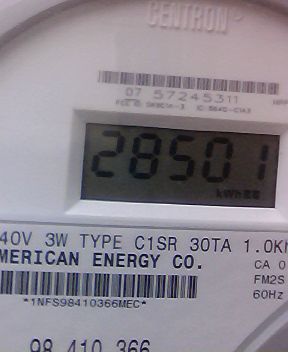 CENTRON®
07 57245311
28501
kWh
40V 3W TYPE C1SR 30TA 1.0K
MERICAN ENERGY CO.
CA 0
FM2S
60Hz
*1NFS98410366MEC*
98 410 366